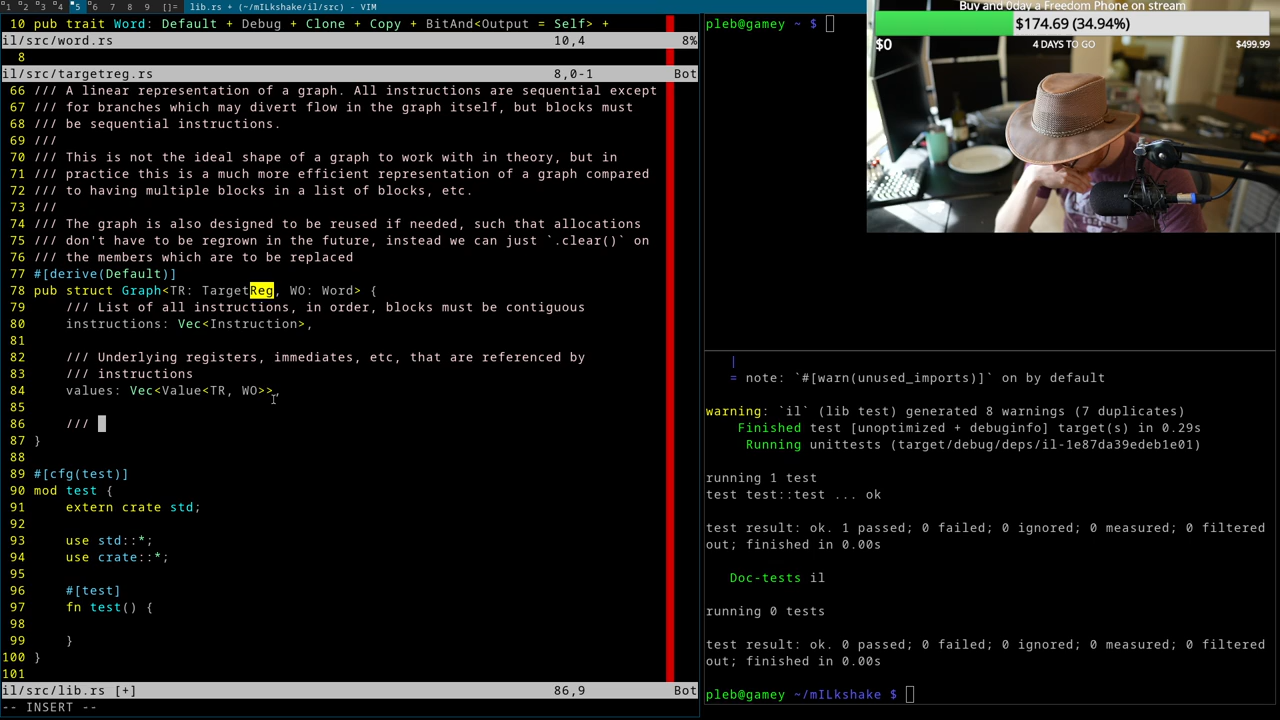 1 2 3 4 5 6 7 8 9 []= lib.rs + (~/mILkshake/il/src) - VIM
10 pub trait Word: Default + Debug + Clone + Copy + BitAnd<Output = Self> +
il/src/word.rs 10,4 8%
8
il/src/targetreg.rs 8,0-1 Bot
66 /// A linear representation of a graph. All instructions are sequential except
67 /// for branches which may divert flow in the graph itself, but blocks must
68 /// be sequential instructions.
69 ///
70 /// This is not the ideal shape of a graph to work with in theory, but in
71 /// practice this is a much more efficient representation of a graph compared
72 /// to having multiple blocks in a list of blocks, etc.
73 ///
74 /// The graph is also designed to be reused if needed, such that allocations
75 /// don't have to be regrown in the future, instead we can just `.clear()` on
76 /// the members which are to be replaced
77 #[derive(Default)]
78 pub struct Graph<TR: TargetReg, WO: Word> {
79     /// List of all instructions, in order, blocks must be contiguous
80     instructions: Vec<Instruction>,
81
82     /// Underlying registers, immediates, etc, that are referenced by
83     /// instructions
84     values: Vec<Value<TR, WO>>,
85
86     ///
87 }
88
89 #[cfg(test)]
90 mod test {
91     extern crate std;
92
93     use std::*;
94     use crate::*;
95
96     #[test]
97     fn test() {
98
99     }
100 }
101
il/src/lib.rs [+] 86,9 Bot
-- INSERT --
pleb@gamey ~ $
Buy and 0day a Freedom Phone on stream
$174.69 (34.94%)
$0 4 DAYS TO GO $499.99
|
= note: `#[warn(unused_imports)]` on by default
warning: `il` (lib test) generated 8 warnings (7 duplicates)
Finished test [unoptimized + debuginfo] target(s) in 0.29s
Running unittests (target/debug/deps/il-1e87da39edeb1e01)
running 1 test
test test::test ... ok
test result: ok. 1 passed; 0 failed; 0 ignored; 0 measured; 0 filtered
out; finished in 0.00s
Doc-tests il
running 0 tests
test result: ok. 0 passed; 0 failed; 0 ignored; 0 measured; 0 filtered
out; finished in 0.00s
pleb@gamey ~/mILkshake $